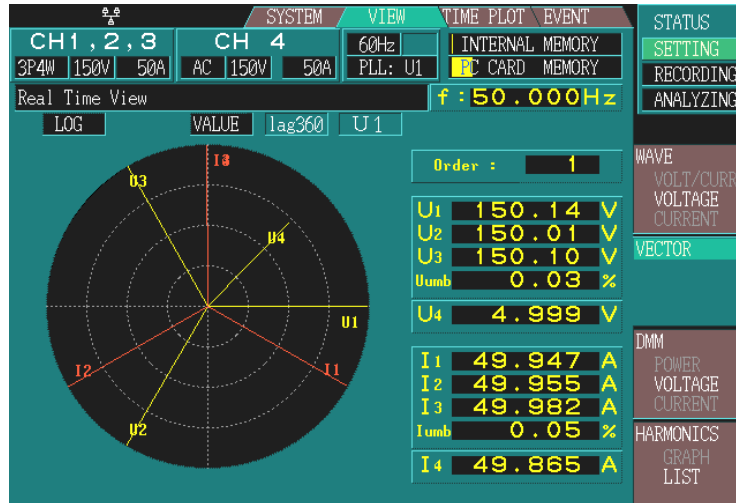 SYSTEM VIEW TIME PLOT EVENT
STATUS
SETTING
RECORDING
ANALYZING
CH1,2,3 CH 4 60Hz INTERNAL MEMORY
3P4W 150V 50A AC 150V 50A PLL: U1 PC CARD MEMORY
Real Time View f:50.000Hz
LOG VALUE lag360 U1
Order : 1
U1 150.14 V
U2 150.01 V
U3 150.10 V
Uumb 0.03 %
U4 4.999 V
I1 49.947 A
I2 49.955 A
I3 49.982 A
Iumb 0.05 %
I4 49.865 A
U3
U4
U1
I1
I2
U2
WAVE
VOLT/CURR
VOLTAGE
CURRENT
VECTOR
DMM
POWER
VOLTAGE
CURRENT
HARMONICS
GRAPH
LIST